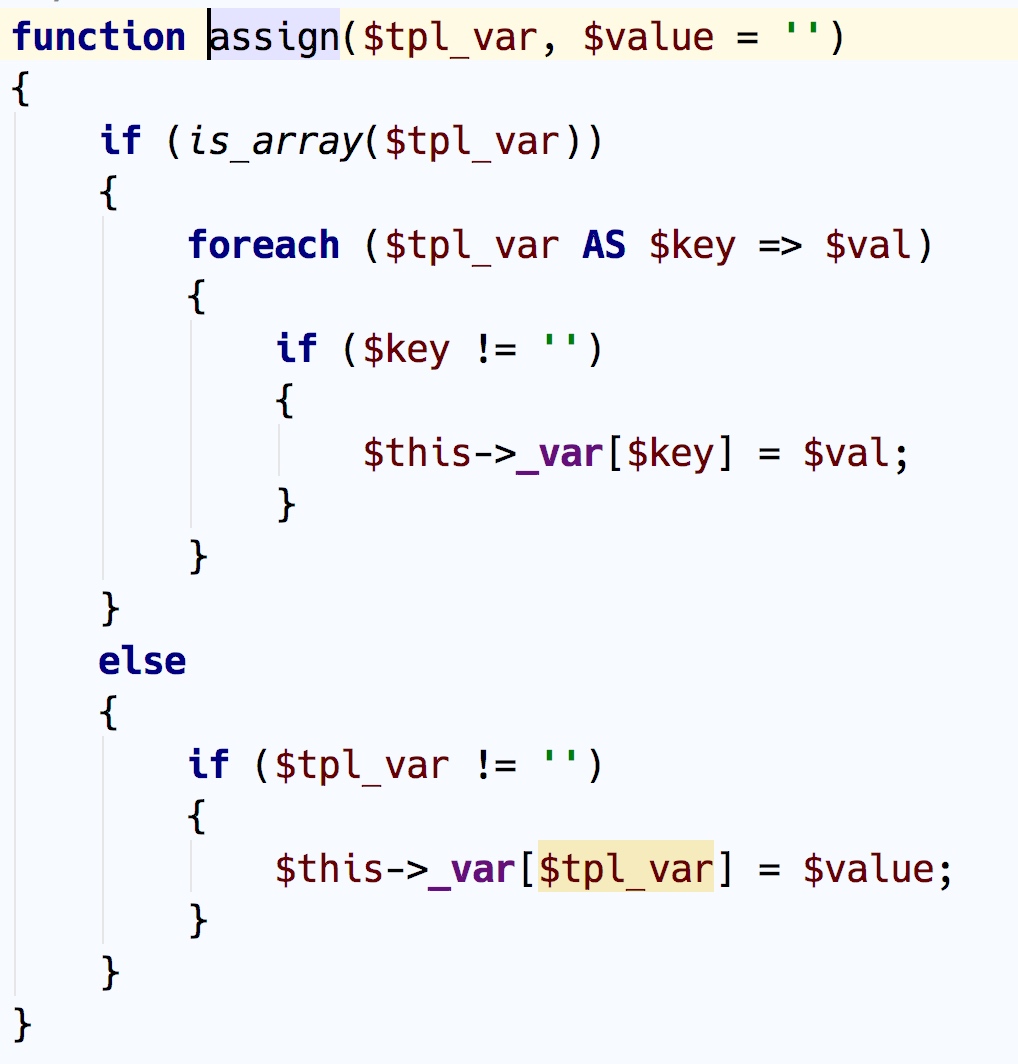 function assign($tpl_var, $value = '')
{
    if (is_array($tpl_var))
    {
        foreach ($tpl_var AS $key => $val)
        {
            if ($key != '')
            {
                $this->_var[$key] = $val;
            }
        }
    }
    else
    {
        if ($tpl_var != '')
        {
            $this->_var[$tpl_var] = $value;
        }
    }
}